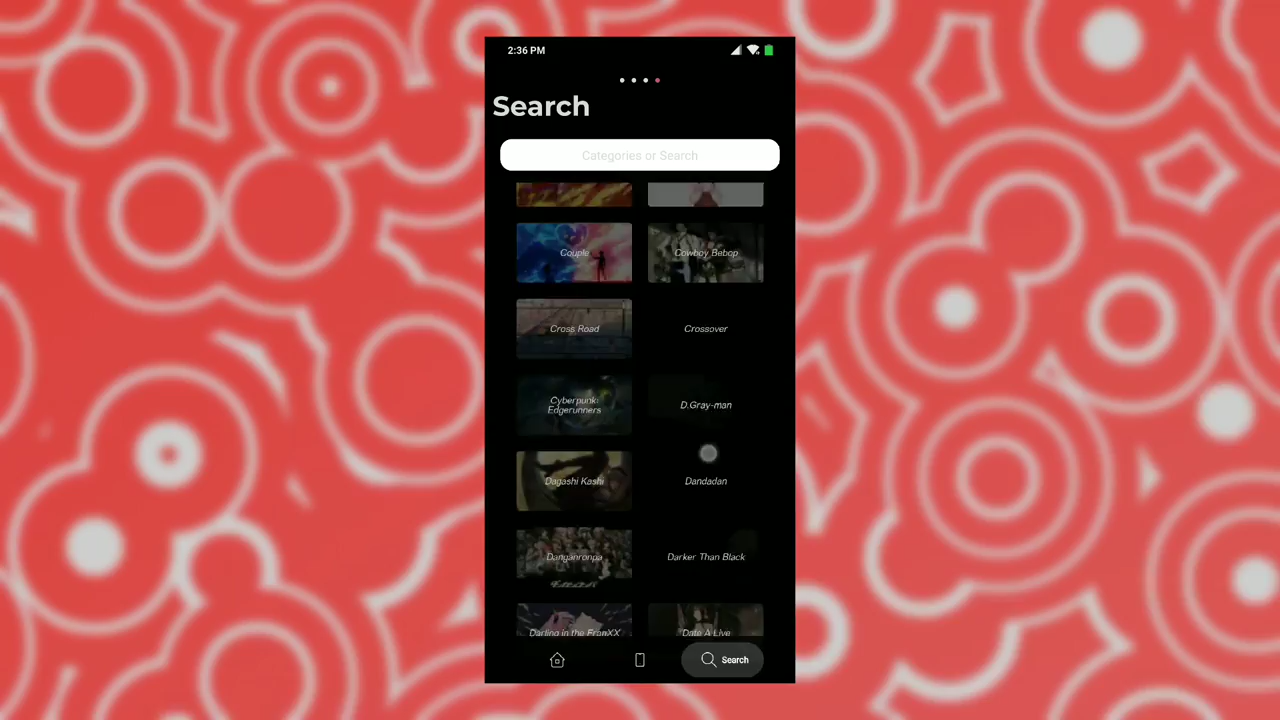 2:36 PM
Search
Categories or Search
Couple
Cowboy Bebop
Cross Road
Crossover
Cyberpunk:
Edgerunners
D.Gray-man
Dagashi Kashi
Dandadan
Danganronpa
Darker Than Black
Darling in the FranXX
Date A Live
Search